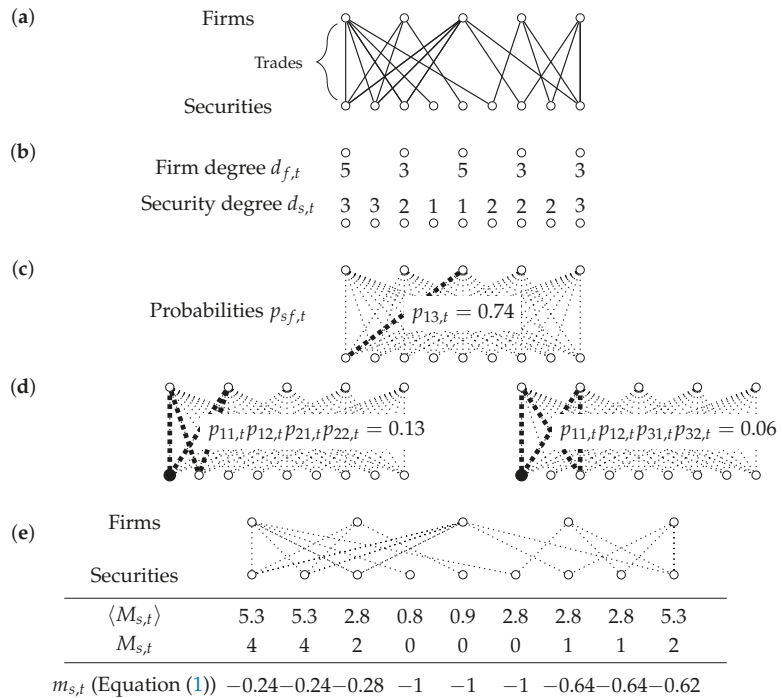 (a)
Firms
Trades
Securities
(b)
Firm degree d_{f,t}
5 3 5 3 3
Security degree d_{s,t}
3 3 2 1 1 2 2 2 3
(c)
Probabilities p_{sf,t}
p_{13,t} = 0.74
(d)
p_{11,t}p_{12,t}p_{21,t}p_{22,t} = 0.13
p_{11,t}p_{12,t}p_{31,t}p_{32,t} = 0.06
(e)
Firms
Securities
⟨M_{s,t}⟩ 5.3 5.3 2.8 0.8 0.9 2.8 2.8 2.8 5.3
M_{s,t} 4 4 2 0 0 0 1 1 2
m_{s,t} (Equation (1)) −0.24−0.24−0.28 −1 −1 −1 −0.64−0.64−0.62